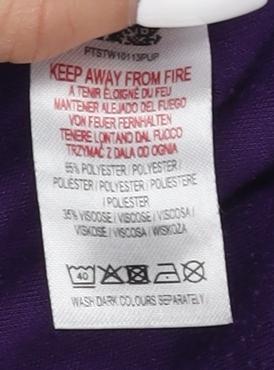 PTSTW10113PUP
KEEP AWAY FROM FIRE
A TENIR ÉLOIGNÉ DU FEU
MANTENER ALEJADO DEL FUEGO
VON FEUER FERNHALTEN
TENERE LONTANO DAL FUOCO
TRZYMAĆ Z DALA OD OGNIA
65% POLYESTER / POLYESTER /
POLIÉSTER / POLYESTER / POLIESTERE
/ POLIESTER
35% VISCOSE / VISCOSE / VISCOSA /
VISKOSE / VISCOSA / WISKOZA
40
WASH DARK COLOURS SEPARATELY